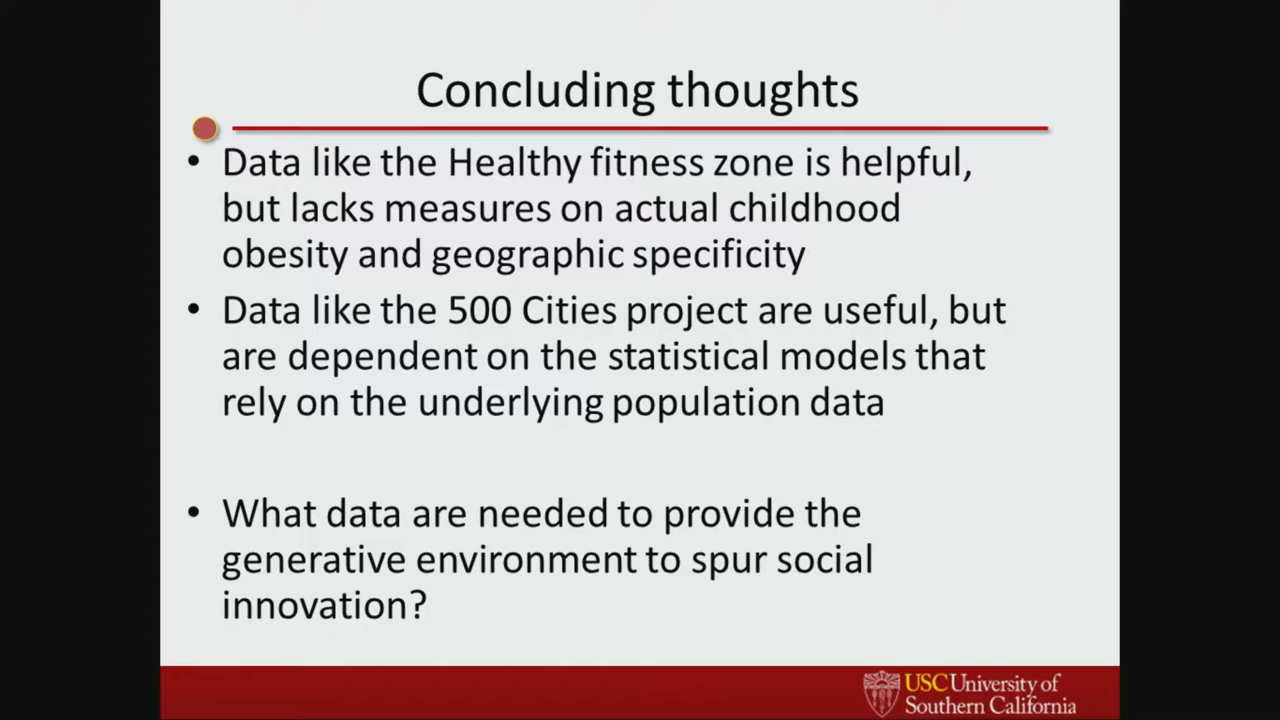 Concluding thoughts
• Data like the Healthy fitness zone is helpful,
but lacks measures on actual childhood
obesity and geographic specificity
• Data like the 500 Cities project are useful, but
are dependent on the statistical models that
rely on the underlying population data
• What data are needed to provide the
generative environment to spur social
innovation?
USC University of
Southern California